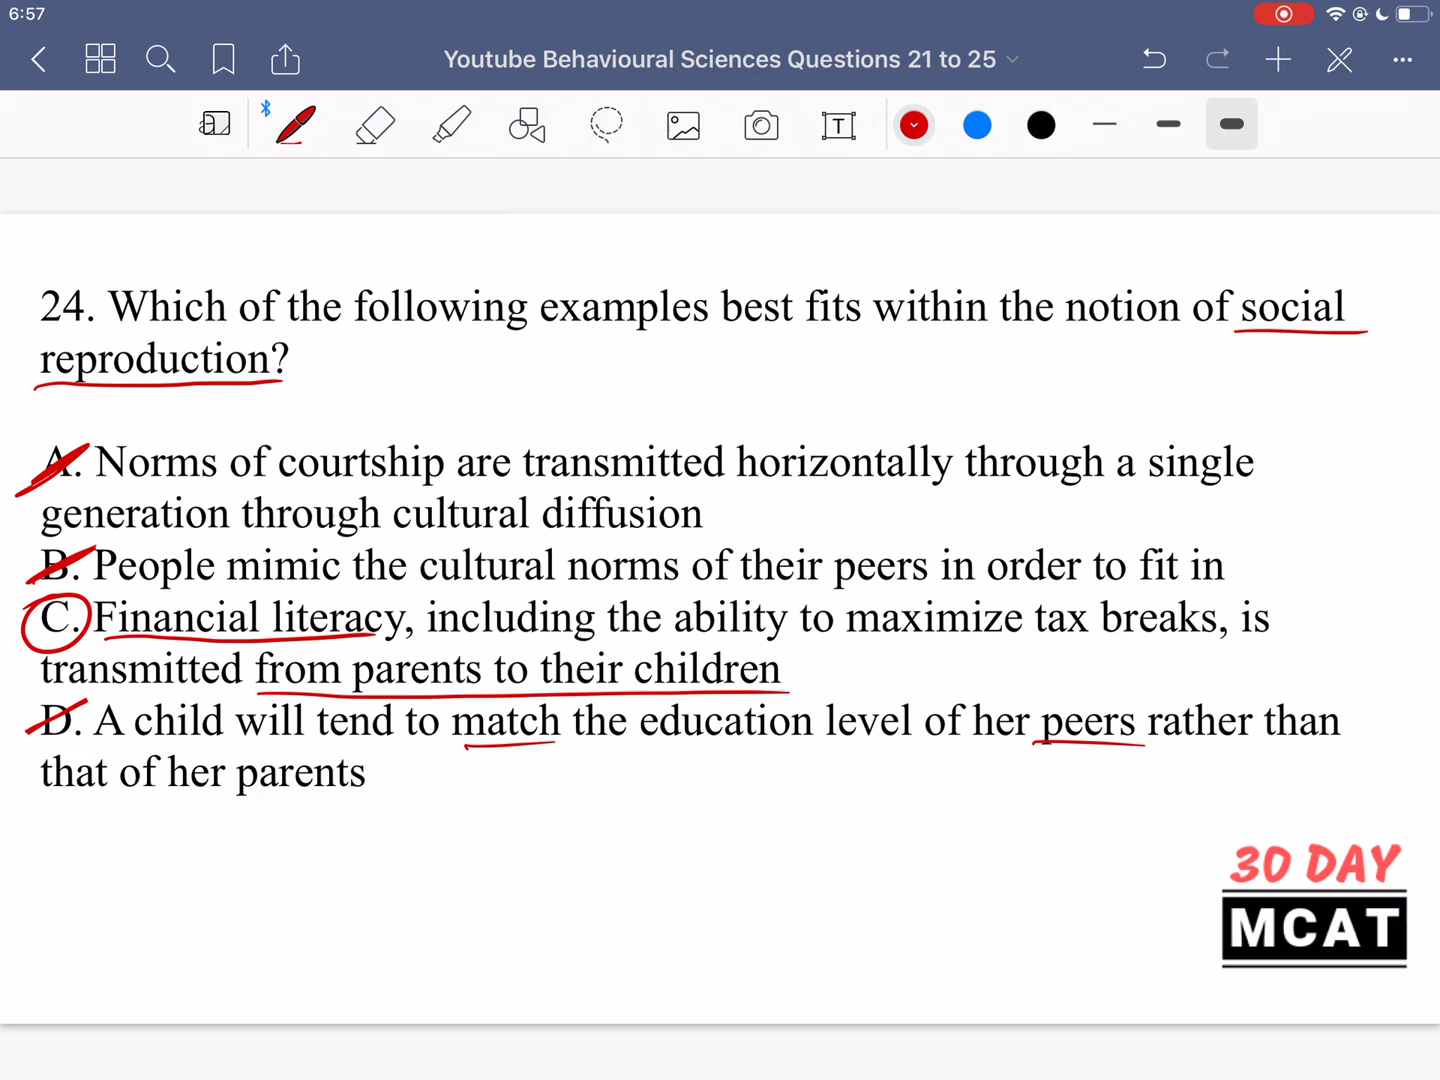 6:57
Youtube Behavioural Sciences Questions 21 to 25
T
24. Which of the following examples best fits within the notion of social
reproduction?
A. Norms of courtship are transmitted horizontally through a single
generation through cultural diffusion
B. People mimic the cultural norms of their peers in order to fit in
C. Financial literacy, including the ability to maximize tax breaks, is
transmitted from parents to their children
D. A child will tend to match the education level of her peers rather than
that of her parents
30 DAY
MCAT